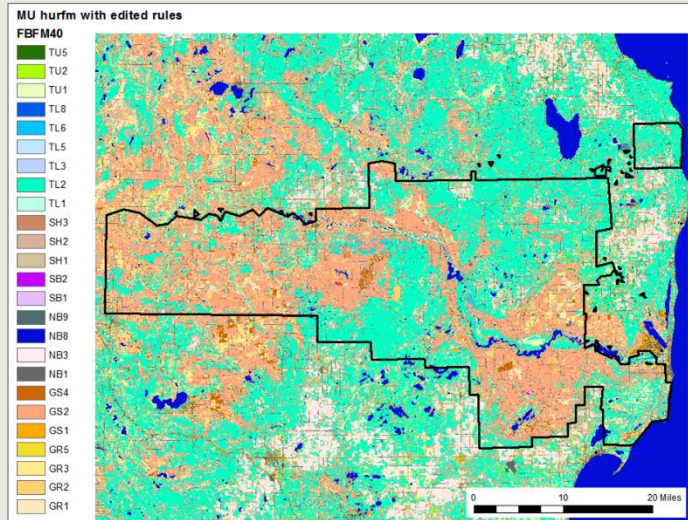 MU hurfm with edited rules
FBFM40
TU5
TU2
TU1
TL8
TL6
TL5
TL3
TL2
TL1
SH3
SH2
SH1
SB2
SB1
NB9
NB8
NB3
NB1
GS4
GS2
GS1
GR5
GR3
GR2
GR1
0 10 20 Miles